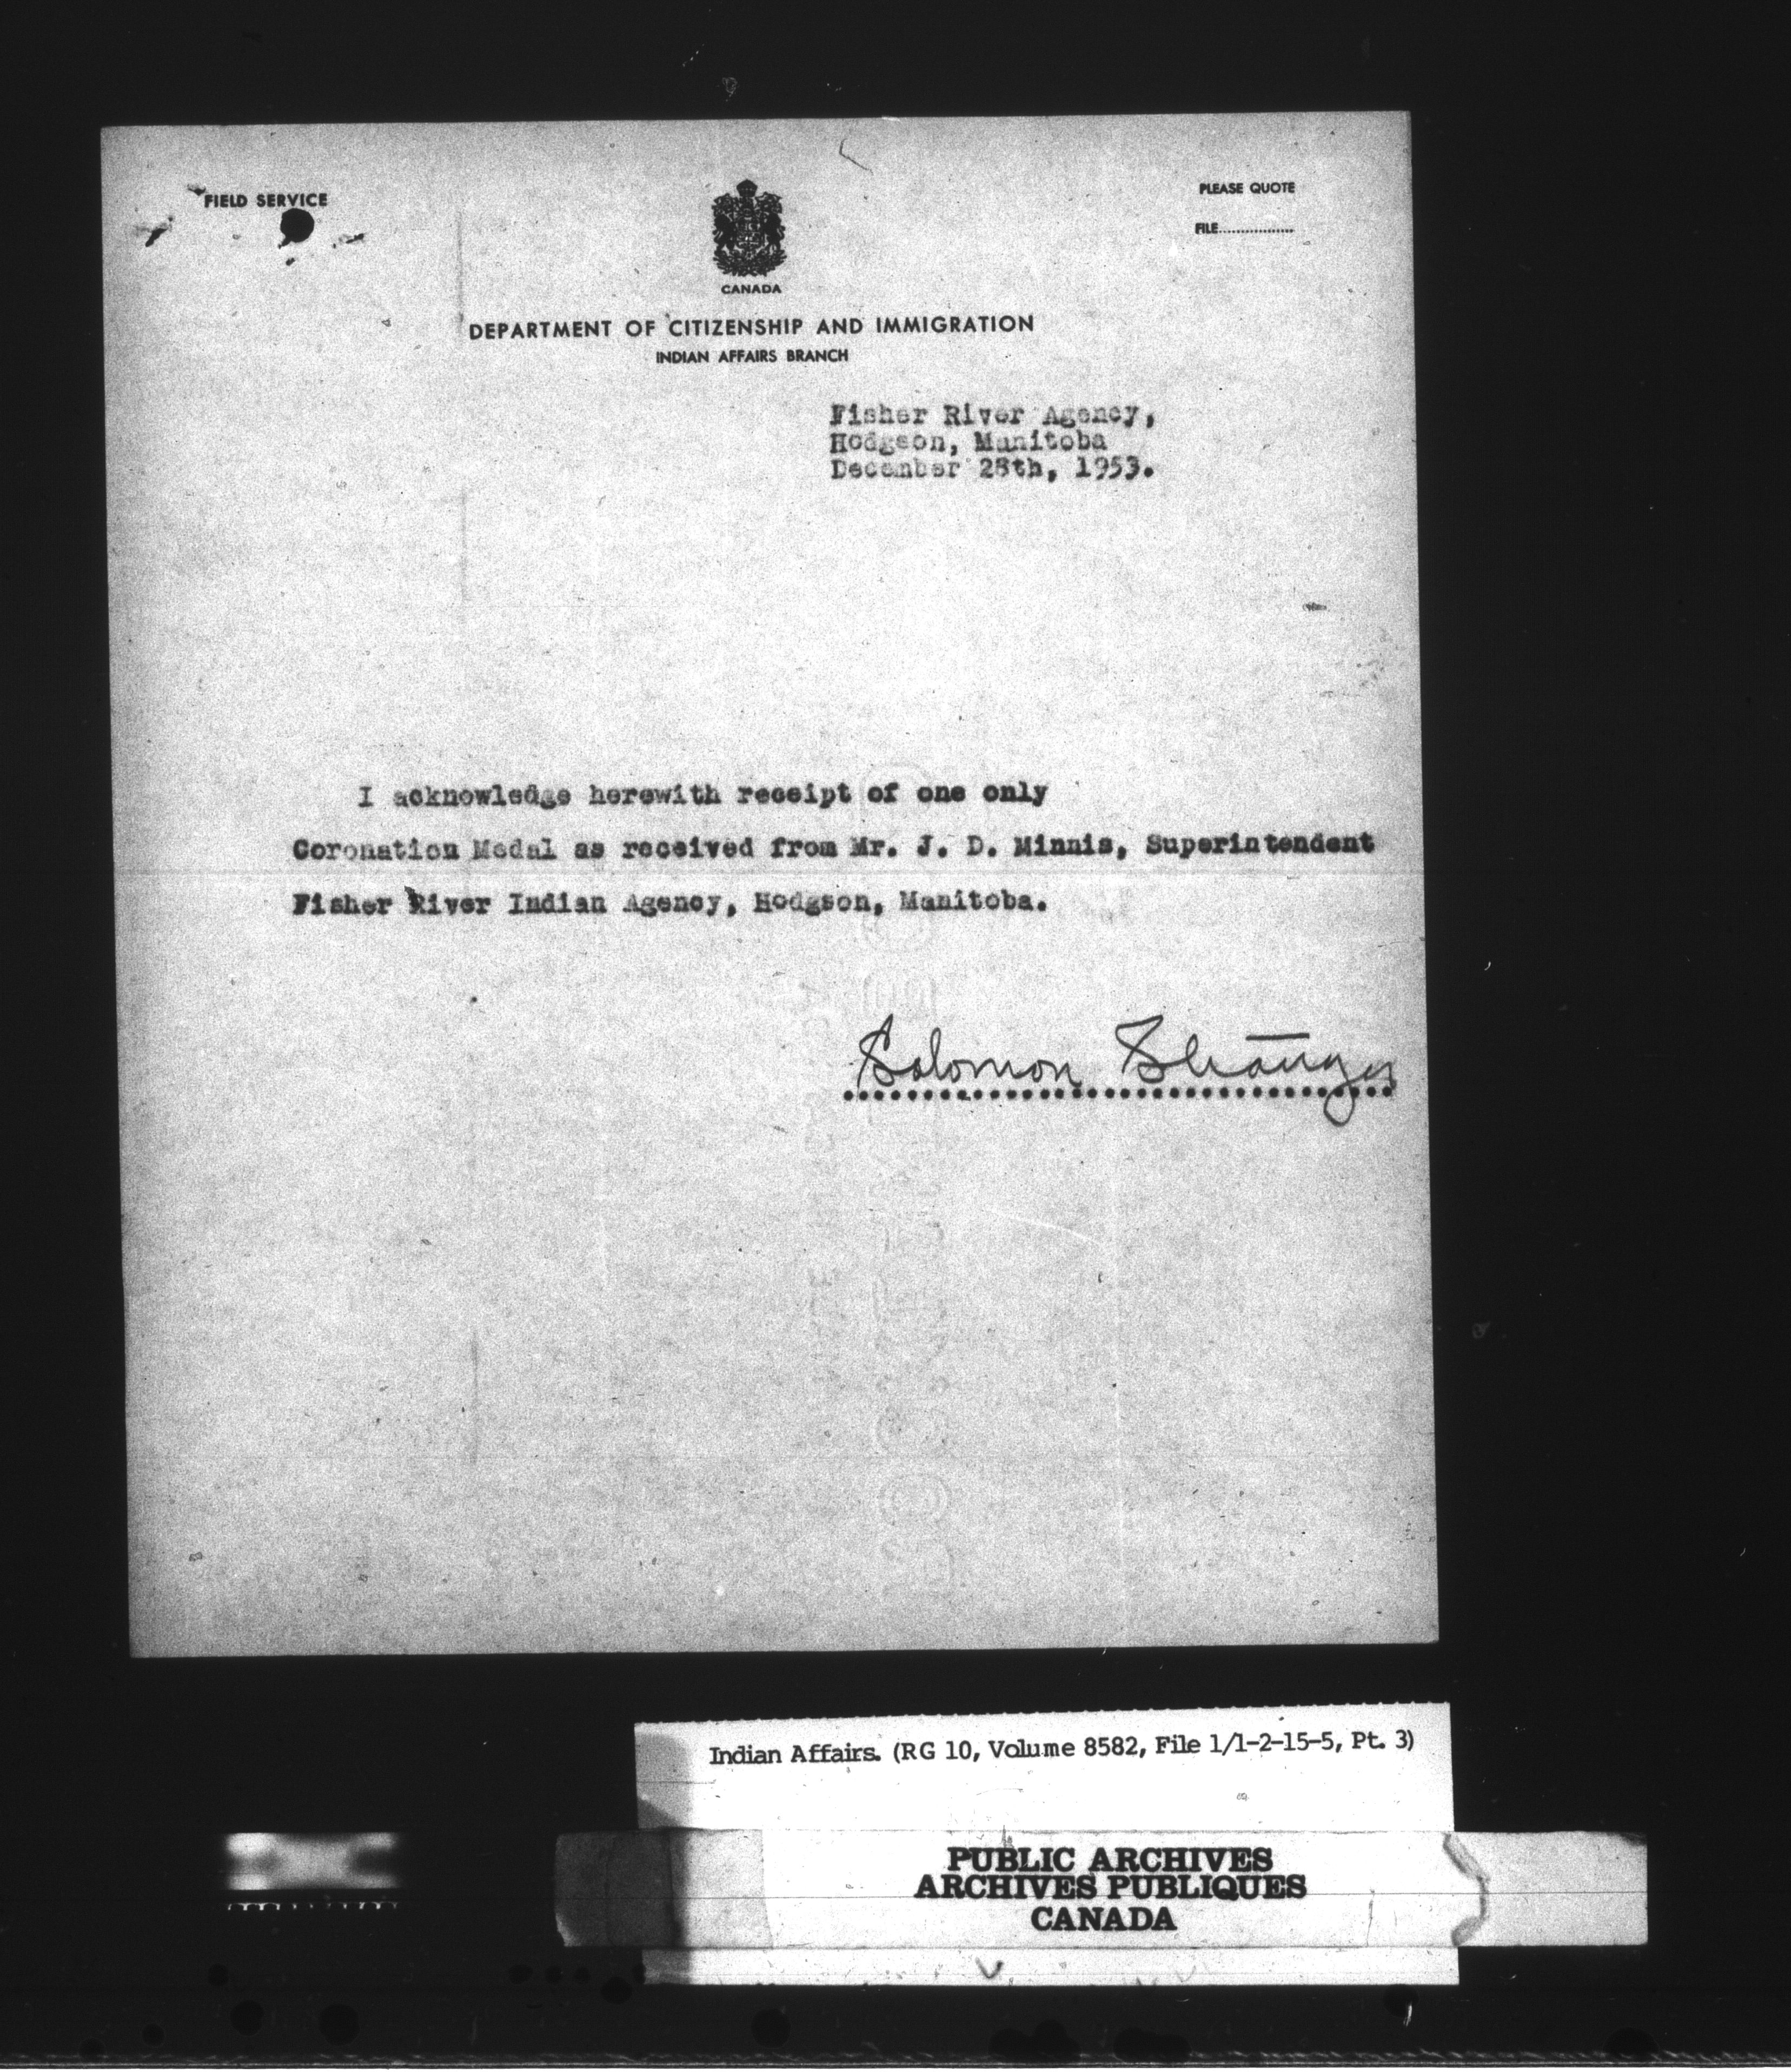 FIELD SERVICE
PLEASE QUOTE
FILE.................
CANADA
DEPARTMENT OF CITIZENSHIP AND IMMIGRATION
INDIAN AFFAIRS BRANCH
Fisher River Agency,
Hodgson, Manitoba
December 28th, 1953.
I acknowledge herewith receipt of one only
Coronation Medal as received from Mr. J. D. Minnis, Superintendent
Fisher River Indian Agency, Hodgson, Manitoba.
Solomon
Indian Affairs. (RG 10, Volume 8582, File 1/1-2-15-5, Pt. 3)
PUBLIC ARCHIVES
ARCHIVES PUBLIQUES
CANADA